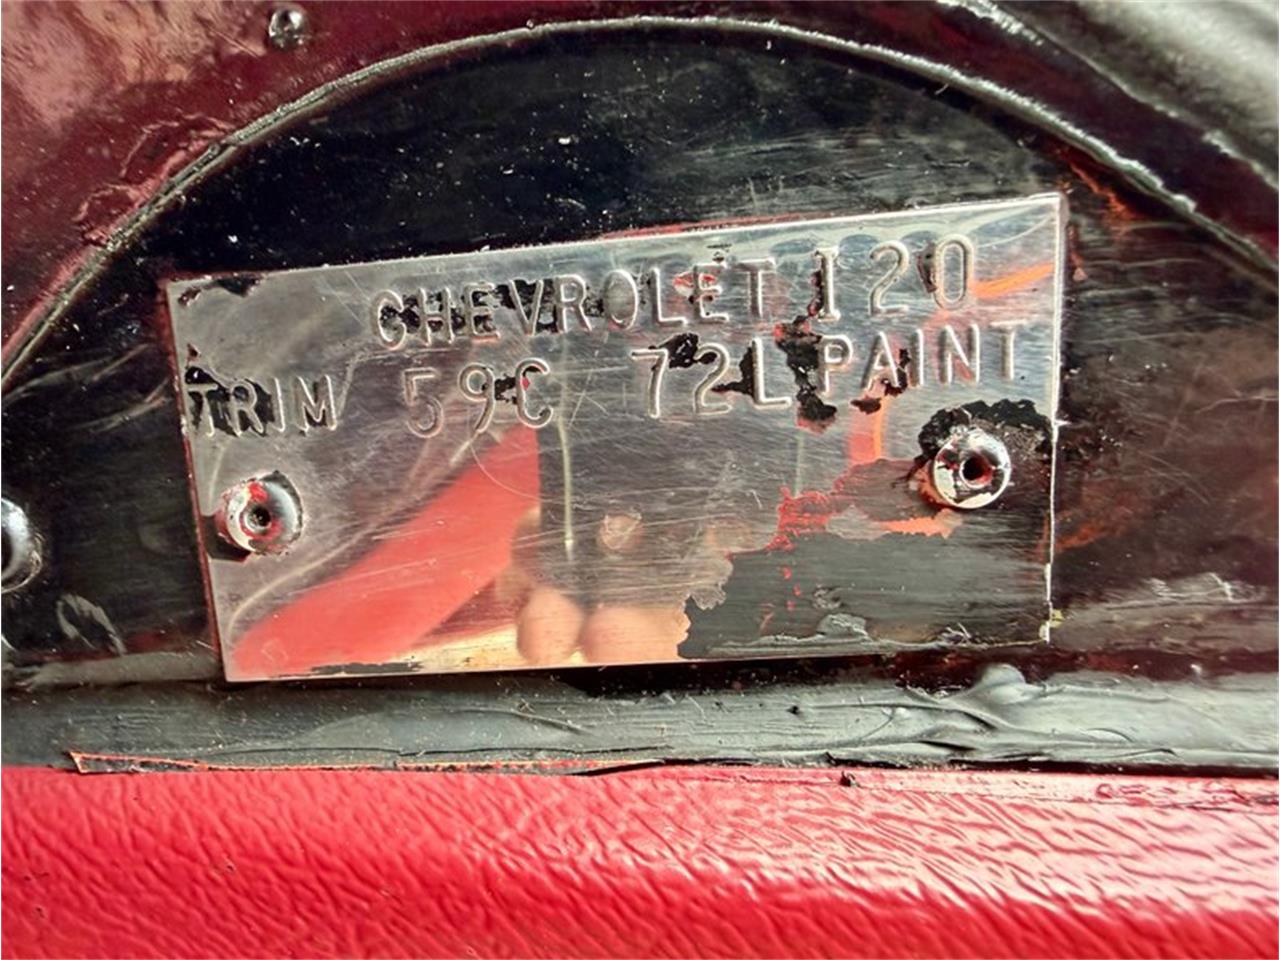 CHEVROLET I20
TRIM 59C 72L PAINT